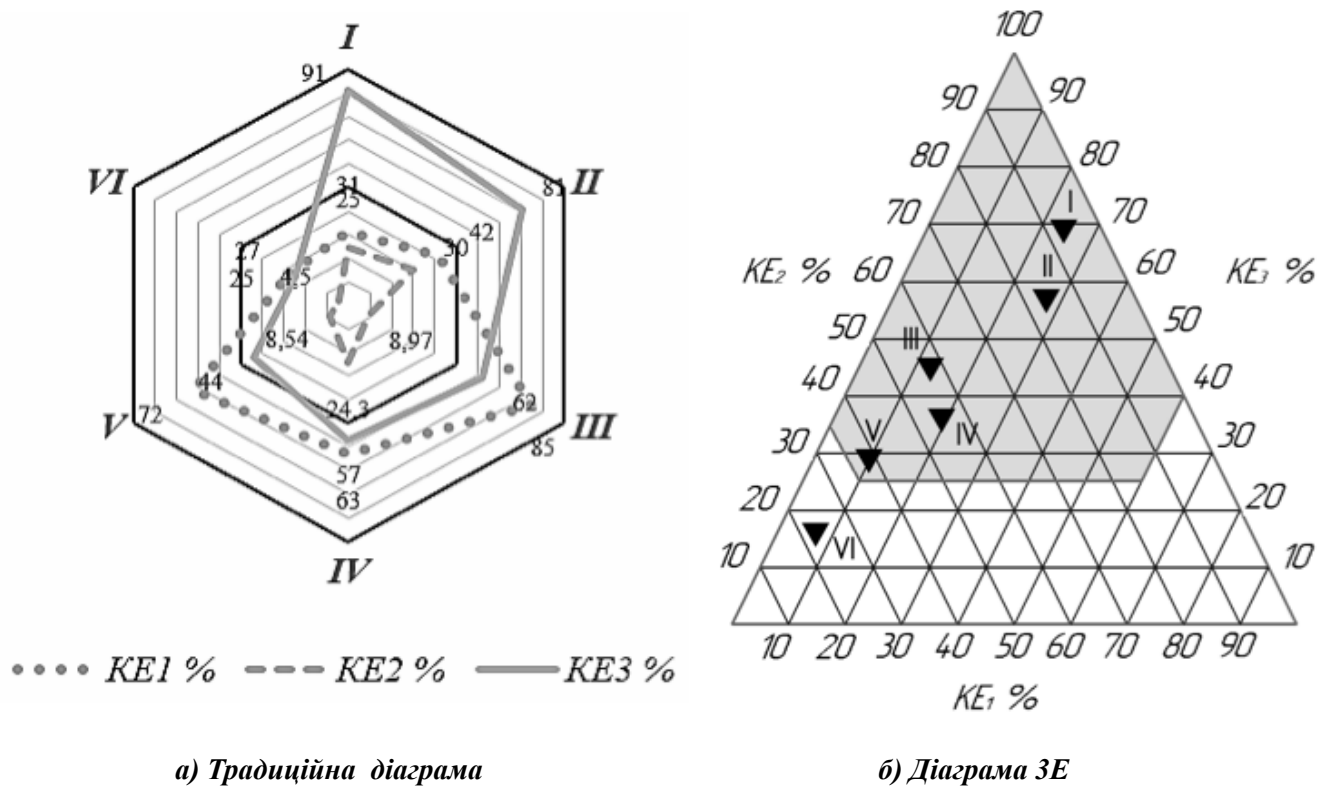 I
91
VI
II
31
25
81
27
42
30
25
4,5
8,54
8,97
44
24,3
62
V
72
III
85
57
63
IV
KE1 %
KE2 %
KE3 %
а) Традиційна діаграма
100
90
90
80
80
I
70
70
II
KE₂ %
60
60
KE₃ %
III
50
50
40
40
V
IV
30
30
20
20
VI
10
10
10 20 30 40 50 60 70 80 90
KE₁ %
б) Діаграма 3Е